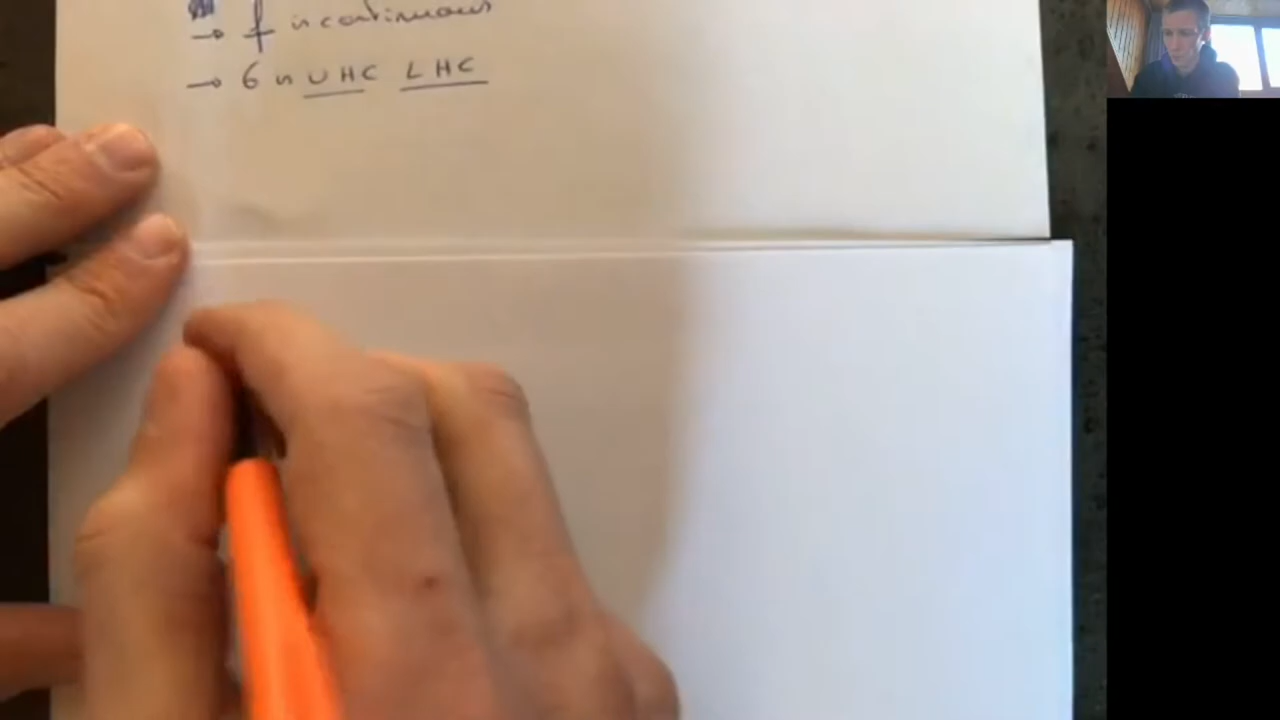 → f is continuous
→ G is UHC LHC